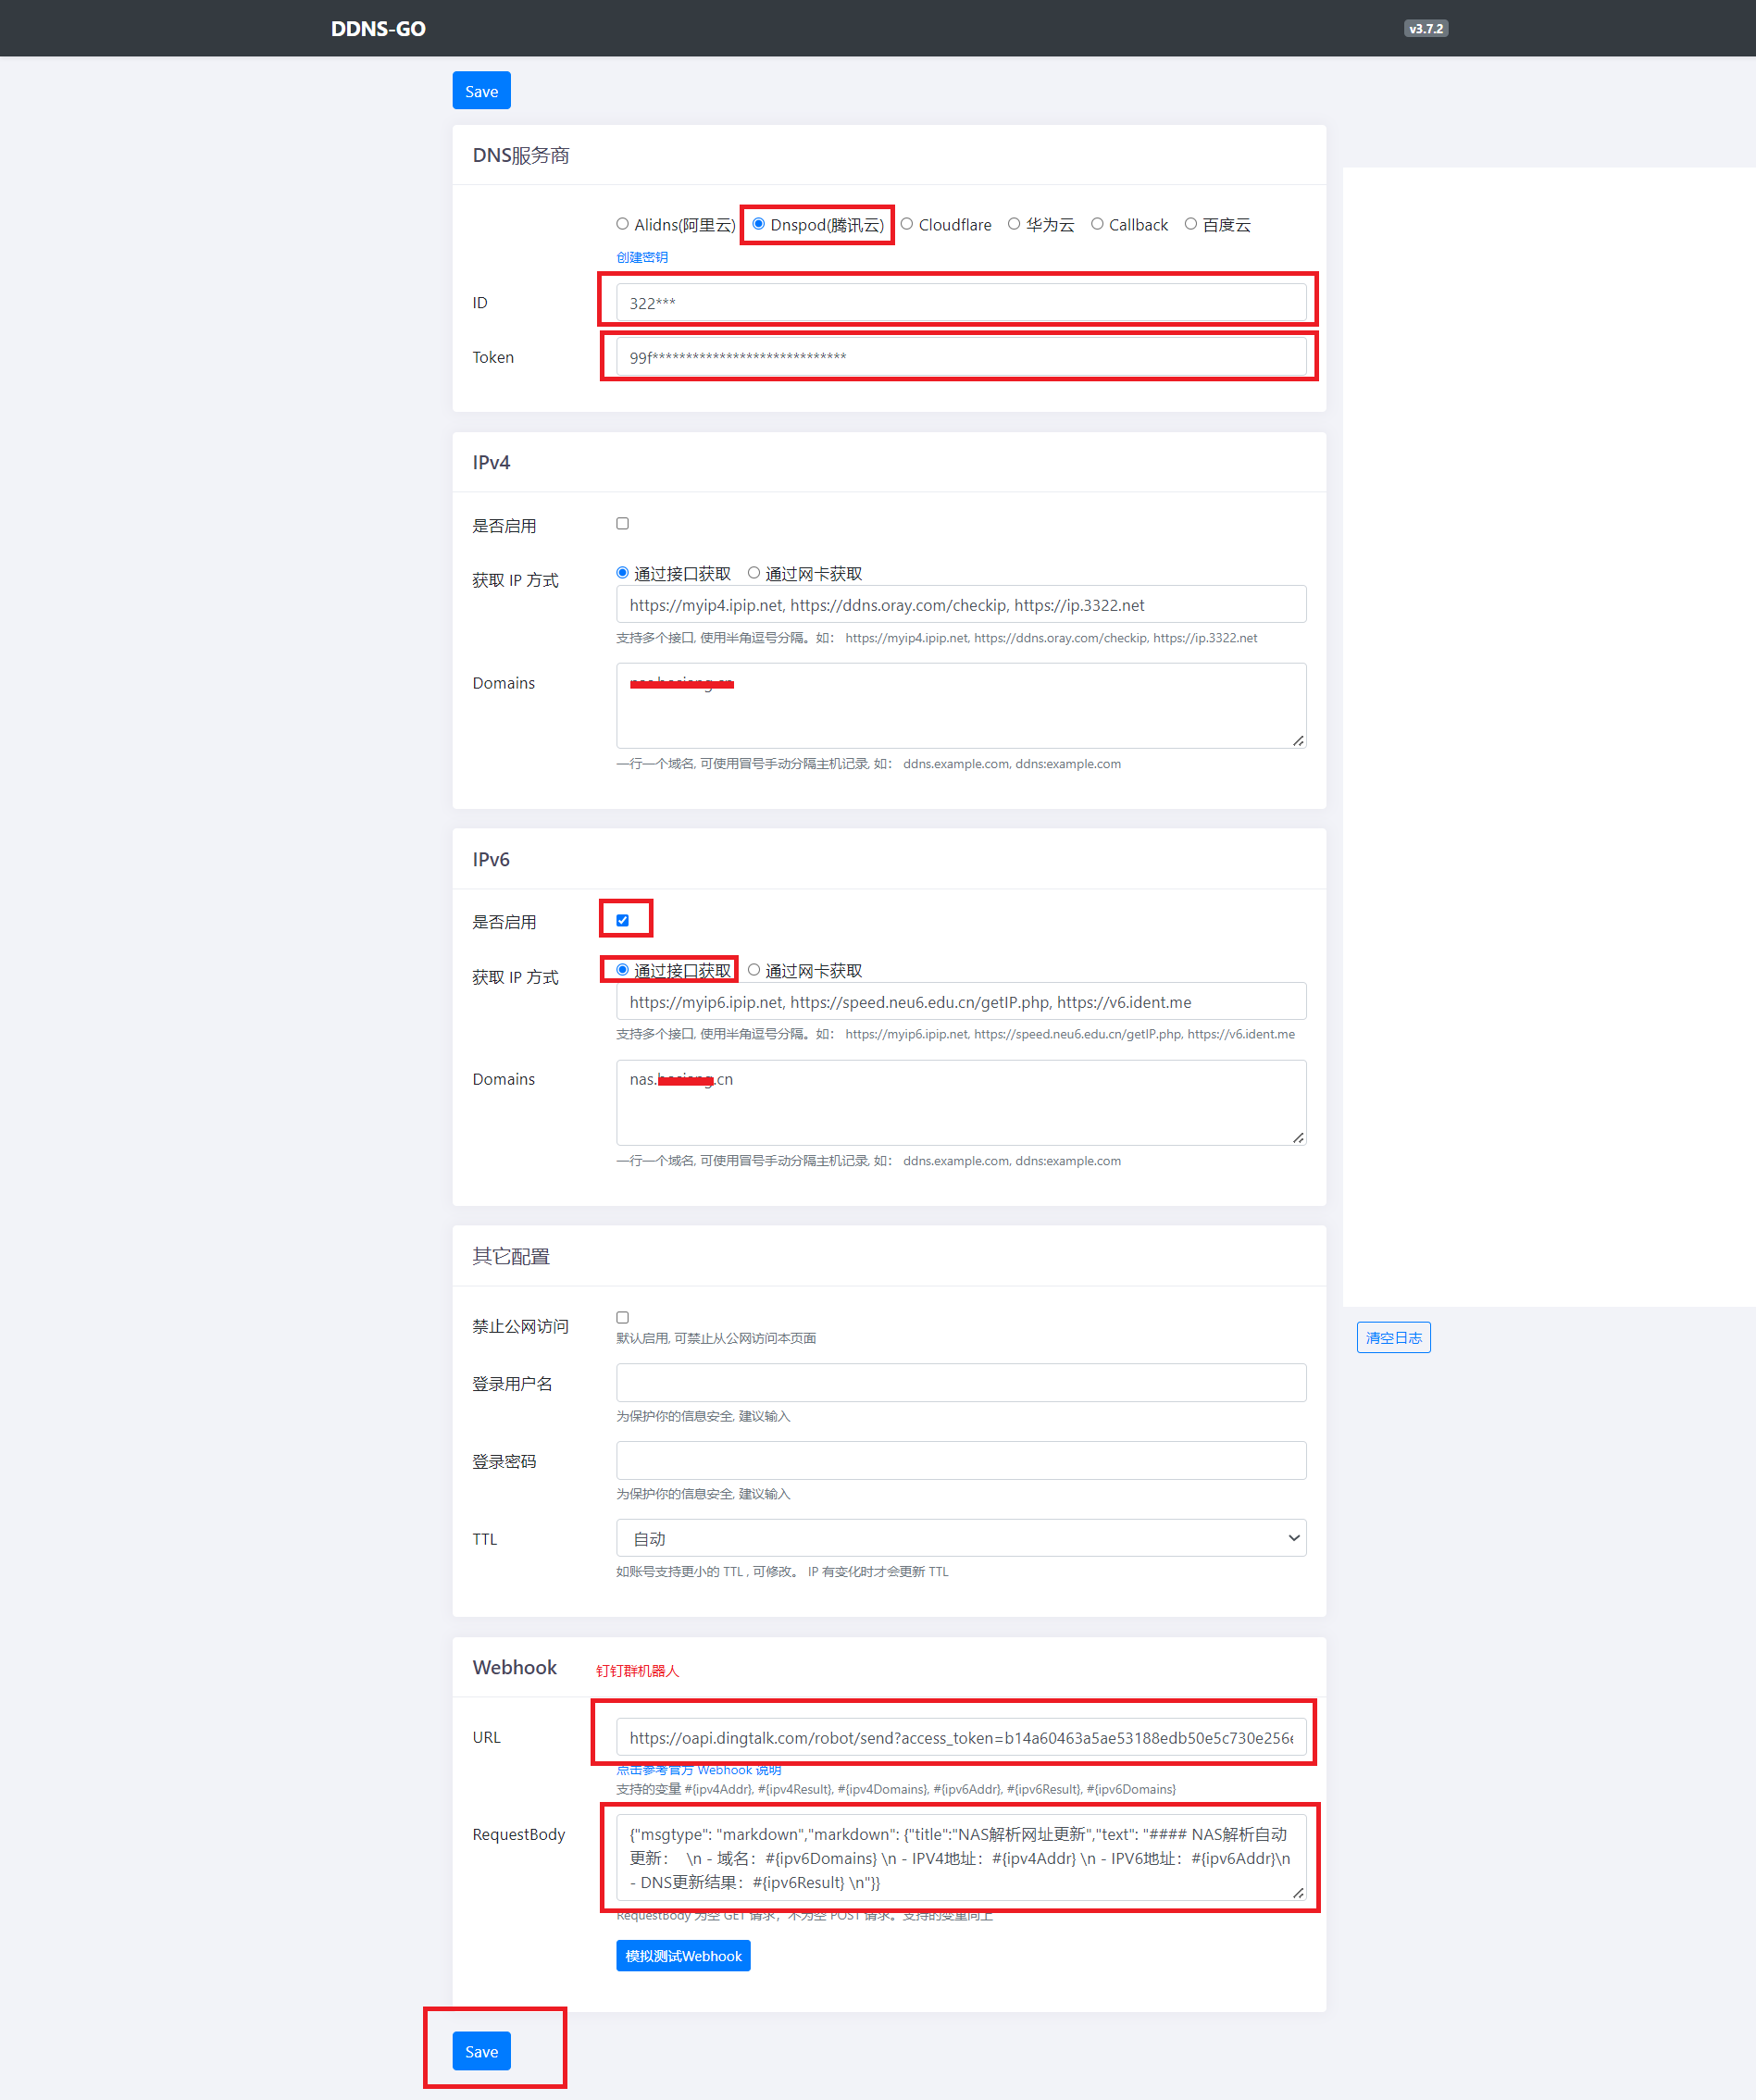 DDNS-GO
v3.7.2
Save
DNS服务商
Alidns(阿里云) Dnspod(腾讯云) Cloudflare 华为云 Callback 百度云
创建密钥
ID
322***
Token
99f*****************************
IPv4
是否启用
获取 IP 方式
通过接口获取 通过网卡获取
https://myip4.ipip.net, https://ddns.oray.com/checkip, https://ip.3322.net
支持多个接口, 使用半角逗号分隔。如： https://myip4.ipip.net, https://ddns.oray.com/checkip, https://ip.3322.net
Domains
一行一个域名, 可使用冒号手动分隔主机记录, 如： ddns.example.com, ddns:example.com
IPv6
是否启用
获取 IP 方式
通过接口获取 通过网卡获取
https://myip6.ipip.net, https://speed.neu6.edu.cn/getIP.php, https://v6.ident.me
支持多个接口, 使用半角逗号分隔。如： https://myip6.ipip.net, https://speed.neu6.edu.cn/getIP.php, https://v6.ident.me
Domains
nas. .cn
一行一个域名, 可使用冒号手动分隔主机记录, 如： ddns.example.com, ddns:example.com
其它配置
禁止公网访问
默认启用, 可禁止从公网访问本页面
清空日志
登录用户名
为保护你的信息安全, 建议输入
登录密码
为保护你的信息安全, 建议输入
TTL
自动
如账号支持更小的 TTL , 可修改。 IP 有变化时才会更新 TTL
Webhook 钉钉群机器人
URL
https://oapi.dingtalk.com/robot/send?access_token=b14a60463a5ae53188edb50e5c730e256e
点击参考官方 Webhook 说明
支持的变量 #{ipv4Addr}, #{ipv4Result}, #{ipv4Domains}, #{ipv6Addr}, #{ipv6Result}, #{ipv6Domains}
RequestBody
{"msgtype": "markdown","markdown": {"title":"NAS解析网址更新","text": "#### NAS解析自动
更新： \n - 域名：#{ipv6Domains} \n - IPV4地址：#{ipv4Addr} \n - IPV6地址：#{ipv6Addr}\n
- DNS更新结果：#{ipv6Result} \n"}}
RequestBody 为空 GET 请求，不为空 POST 请求。支持的变量同上
模拟测试Webhook
Save